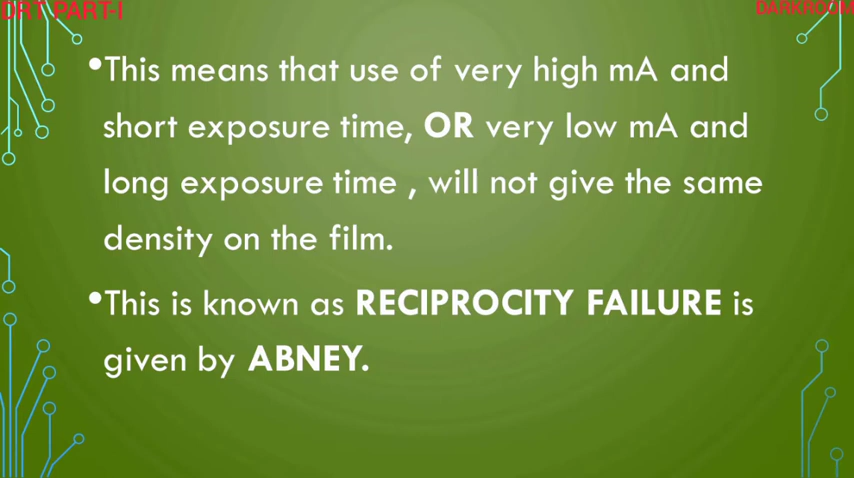 DRT PART-I
DARKROOM
•This means that use of very high mA and
short exposure time, OR very low mA and
long exposure time , will not give the same
density on the film.
•This is known as RECIPROCITY FAILURE is
given by ABNEY.